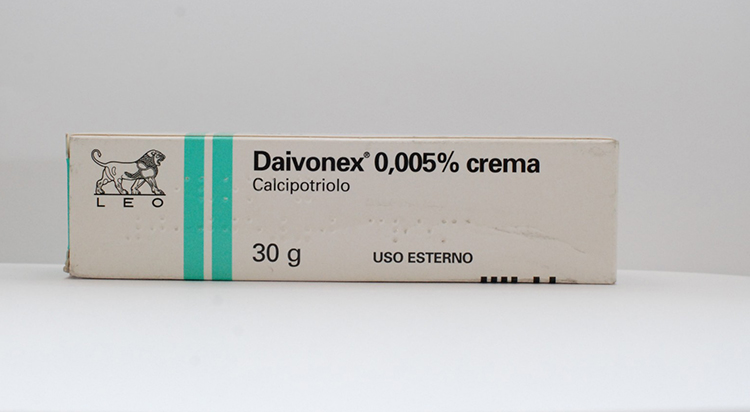 LEO
Daivonex® 0,005% crema
Calcipotriolo
30 g
USO ESTERNO